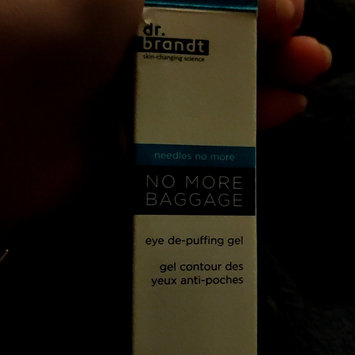 dr.
brandt
skin-changing science
needles no more
NO MORE
BAGGAGE
eye de-puffing gel
gel contour des
yeux anti-poches